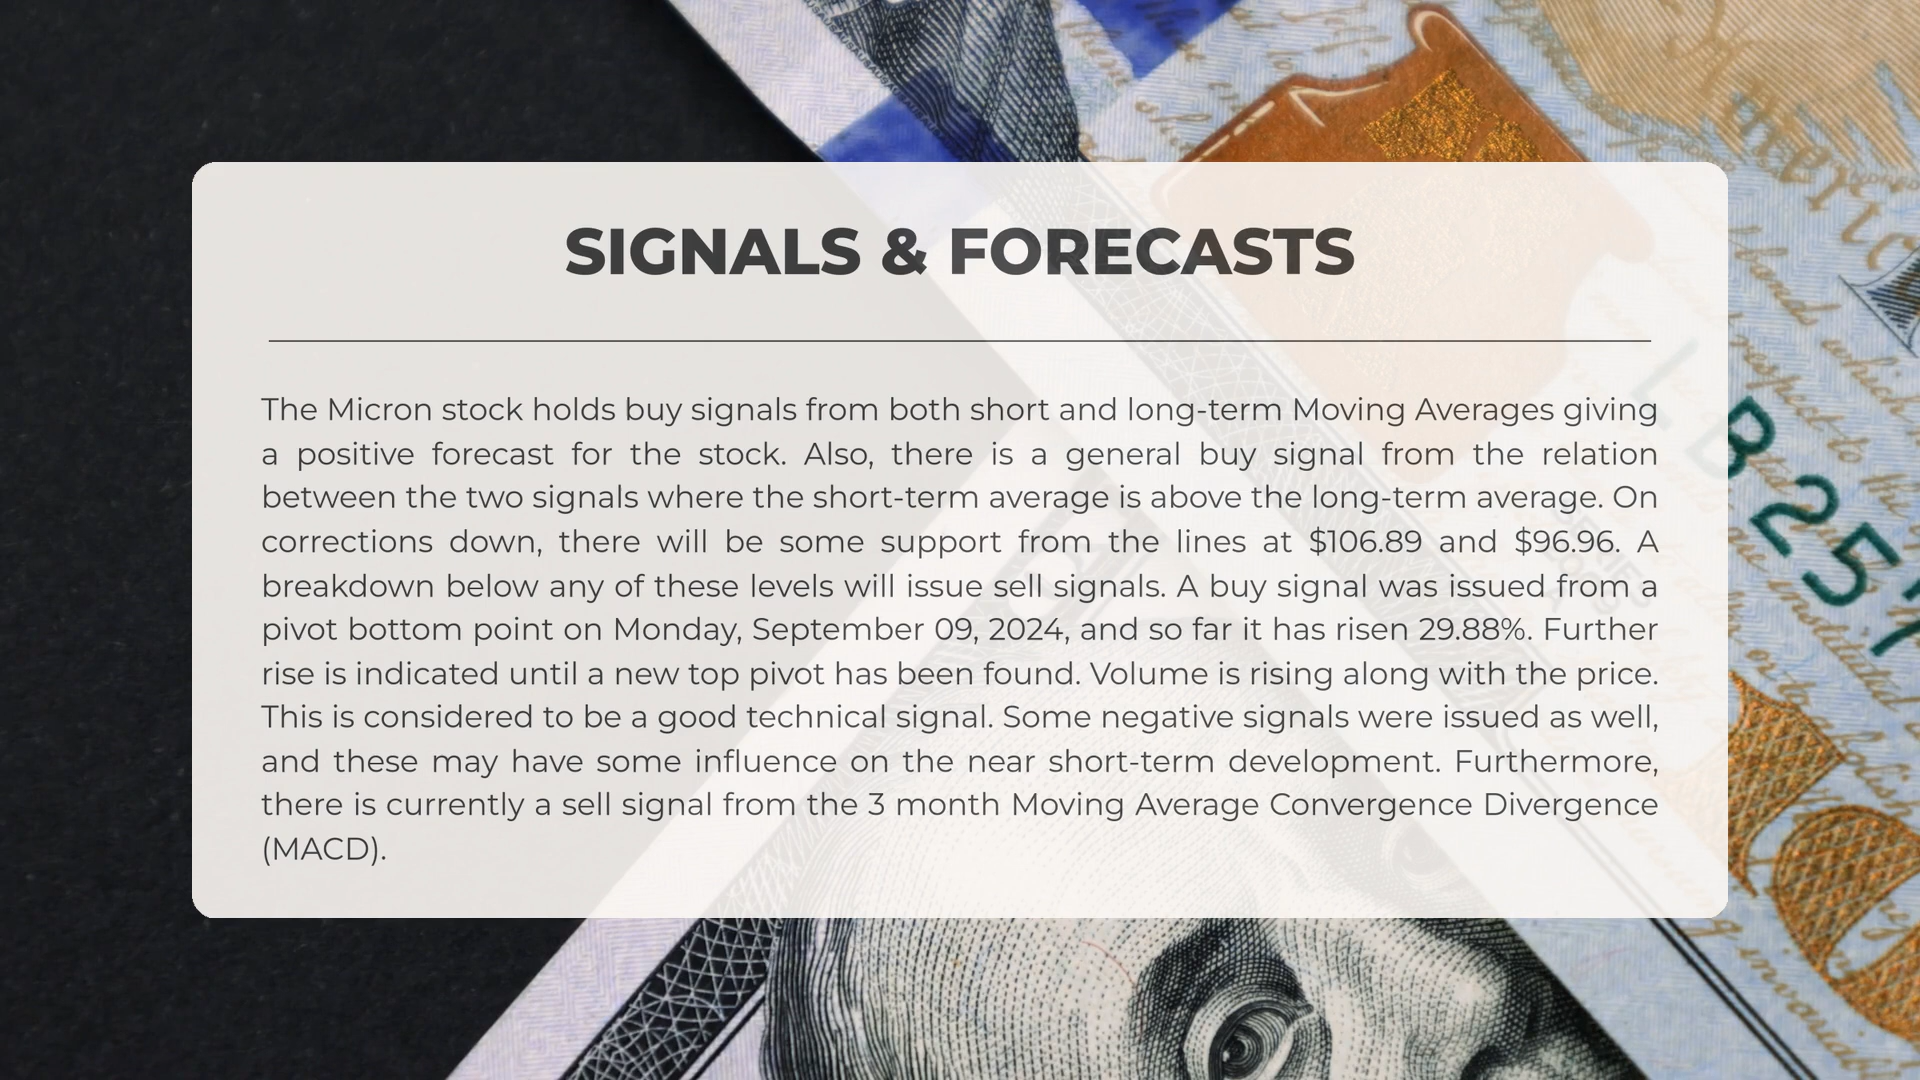 SIGNALS & FORECASTS
The Micron stock holds buy signals from both short and long-term Moving Averages giving
a positive forecast for the stock. Also, there is a general buy signal from the relation
between the two signals where the short-term average is above the long-term average. On
corrections down, there will be some support from the lines at $106.89 and $96.96. A
breakdown below any of these levels will issue sell signals. A buy signal was issued from a
pivot bottom point on Monday, September 09, 2024, and so far it has risen 29.88%. Further
rise is indicated until a new top pivot has been found. Volume is rising along with the price.
This is considered to be a good technical signal. Some negative signals were issued as well,
and these may have some influence on the near short-term development. Furthermore,
there is currently a sell signal from the 3 month Moving Average Convergence Divergence
(MACD).